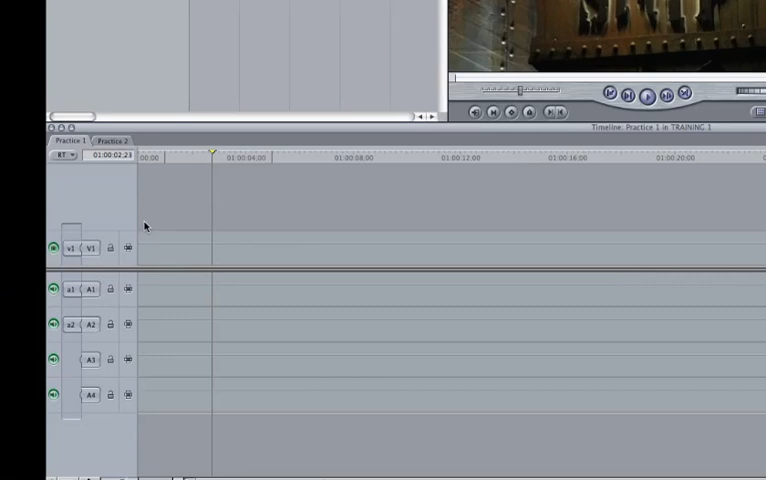 Timeline: Practice 1 in TRAINING 1
Practice 1 Practice 2
RT 01:00:02;23 00;00 01:00:04;00 01:00:08;00 01:00:12;00 01:00:16;00 01:00:20;00
v1 V1
a1 A1
a2 A2
A3
A4